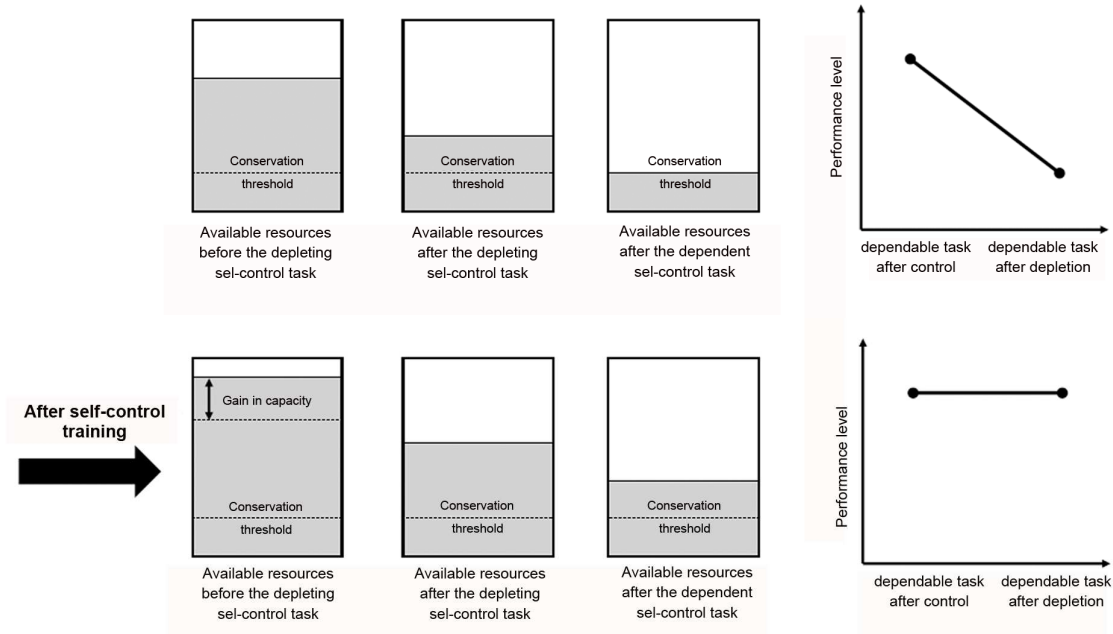 Conservation
threshold
Available resources
before the depleting
sel-control task
Conservation
threshold
Available resources
after the depleting
sel-control task
Conservation
threshold
Available resources
after the dependent
sel-control task
Performance level
dependable task
after control
dependable task
after depletion
After self-control
training
Gain in capacity
Conservation
threshold
Available resources
before the depleting
sel-control task
Conservation
threshold
Available resources
after the depleting
sel-control task
Conservation
threshold
Available resources
after the dependent
sel-control task
Performance level
dependable task
after control
dependable task
after depletion